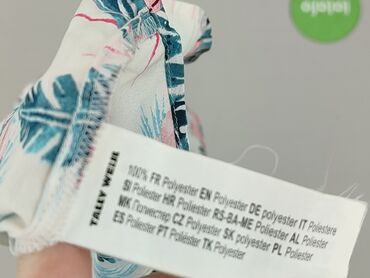 lalafo
TALLY WEIJL
100% FR Polyester EN Polyester DE polyester IT Poliestere
SI Poliester HR Poliester RS-BA-ME Poliester AL Poliester
MK Полиестер CZ Polyester SK polyester PL Poliester
ES Poliéster PT Poliéster TK Polyester